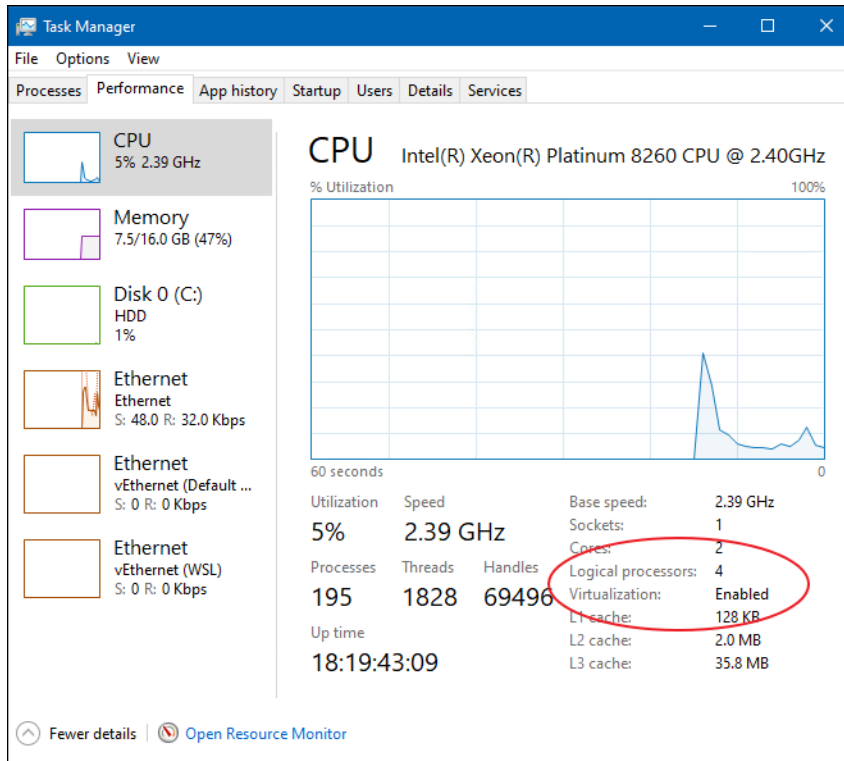 Task Manager
File Options View
Processes Performance App history Startup Users Details Services
CPU
5% 2.39 GHz
Memory
7.5/16.0 GB (47%)
Disk 0 (C:)
HDD
1%
Ethernet
Ethernet
S: 48.0 R: 32.0 Kbps
Ethernet
vEthernet (Default ...
S: 0 R: 0 Kbps
Ethernet
vEthernet (WSL)
S: 0 R: 0 Kbps
CPU Intel(R) Xeon(R) Platinum 8260 CPU @ 2.40GHz
% Utilization 100%
60 seconds 0
Utilization Speed
5% 2.39 GHz
Processes Threads Handles
195 1828 69496
Up time
18:19:43:09
Base speed: 2.39 GHz
Sockets: 1
Cores: 2
Logical processors: 4
Virtualization: Enabled
L1 cache: 128 KB
L2 cache: 2.0 MB
L3 cache: 35.8 MB
Fewer details Open Resource Monitor